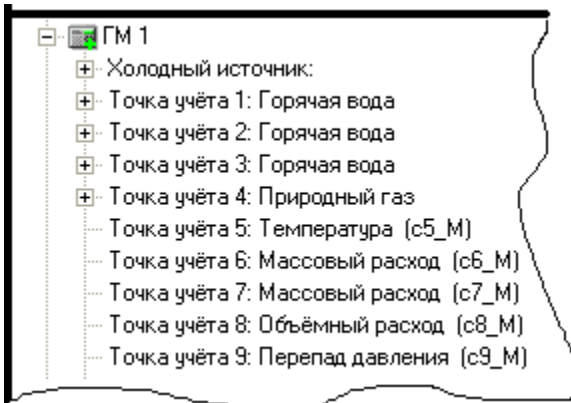 ГМ 1
Холодный источник:
Точка учёта 1: Горячая вода
Точка учёта 2: Горячая вода
Точка учёта 3: Горячая вода
Точка учёта 4: Природный газ
Точка учёта 5: Температура (c5_M)
Точка учёта 6: Массовый расход (c6_M)
Точка учёта 7: Массовый расход (c7_M)
Точка учёта 8: Объёмный расход (c8_M)
Точка учёта 9: Перепад давления (c9_M)